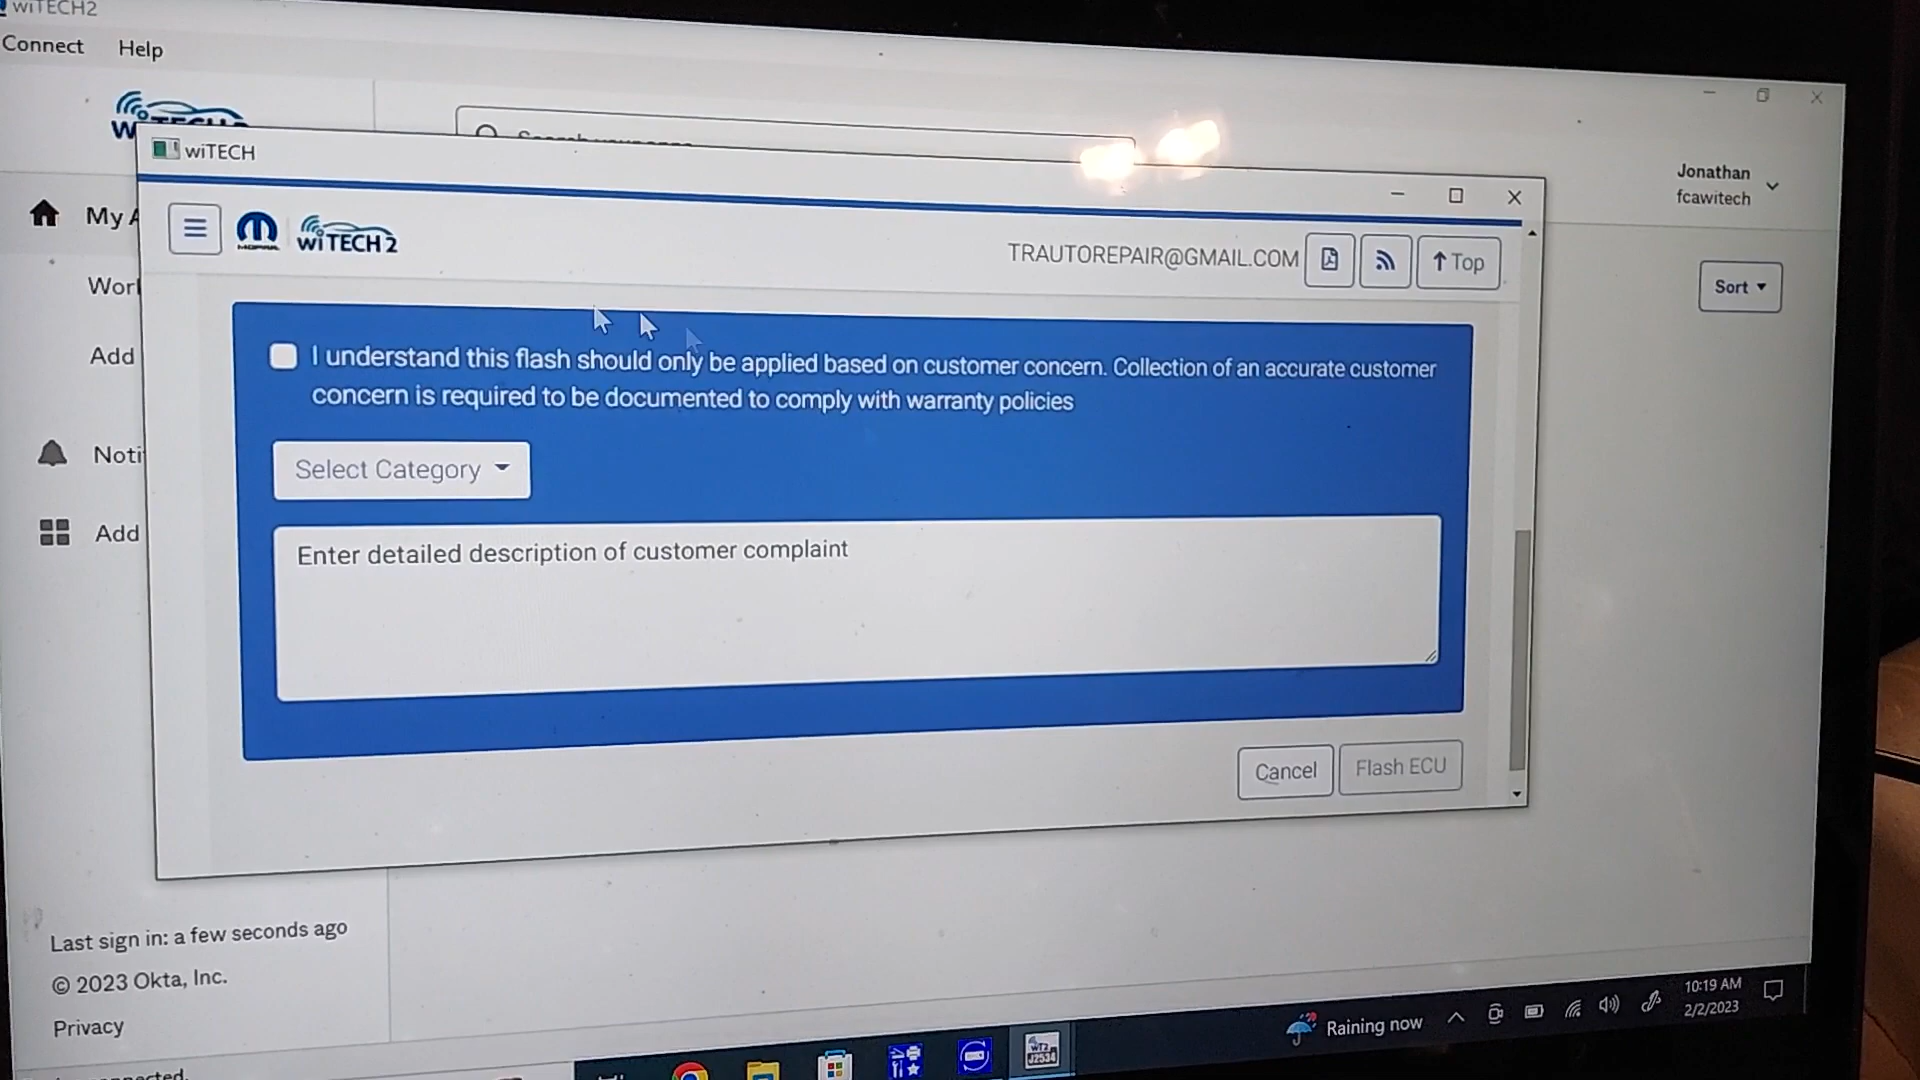 wiTECH2
Connect Help
wiTECH
Jonathan
fcawitech
My
MOPAR
wiTECH 2
TRAUTOREPAIR@GMAIL.COM
Top
Sort
I understand this flash should only be applied based on customer concern. Collection of an accurate customer
concern is required to be documented to comply with warranty policies
Add
Select Category
Enter detailed description of customer complaint
Add
Cancel
Flash ECU
Last sign in: a few seconds ago
© 2023 Okta, Inc.
Privacy
Raining now
10:19 AM
2/2/2023
J2534